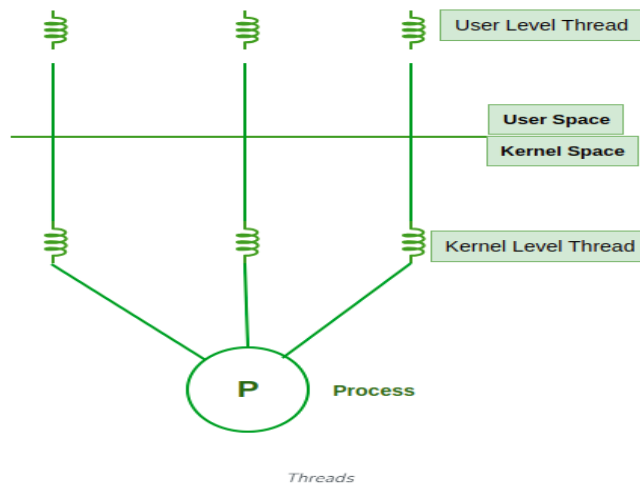 User Level Thread
User Space
Kernel Space
Kernel Level Thread
P
Process
Threads